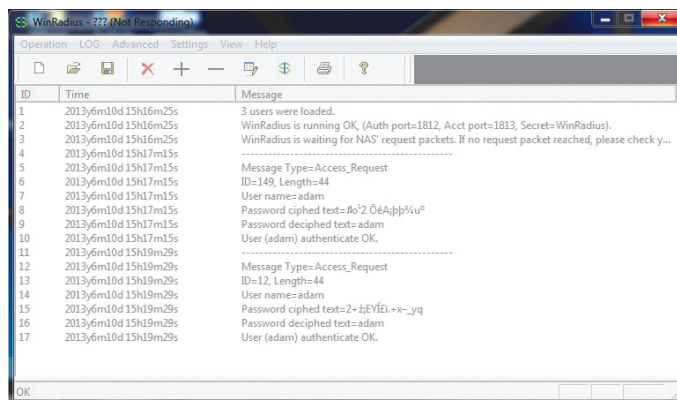 WinRadius - ??? (Not Responding)
Operation LOG Advanced Settings View Help
ID Time Message
1 2013y6m10d 15h16m25s 3 users were loaded.
2 2013y6m10d 15h16m25s WinRadius is running OK, (Auth port=1812, Acct port=1813, Secret=WinRadius).
3 2013y6m10d 15h16m25s WinRadius is waiting for NAS' request packets. If no request packet reached, please check y...
4 2013y6m10d 15h17m15s --------------------------------------------------
5 2013y6m10d 15h17m15s Message Type=Access_Request
6 2013y6m10d 15h17m15s ID=149, Length=44
7 2013y6m10d 15h17m15s User name=adam
8 2013y6m10d 15h17m15s Password ciphed text=
9 2013y6m10d 15h17m15s Password deciphed text=adam
10 2013y6m10d 15h17m15s User (adam) authenticate OK.
11 2013y6m10d 15h19m29s --------------------------------------------------
12 2013y6m10d 15h19m29s Message Type=Access_Request
13 2013y6m10d 15h19m29s ID=12, Length=44
14 2013y6m10d 15h19m29s User name=adam
15 2013y6m10d 15h19m29s Password ciphed text=
16 2013y6m10d 15h19m29s Password deciphed text=adam
17 2013y6m10d 15h19m29s User (adam) authenticate OK.
OK